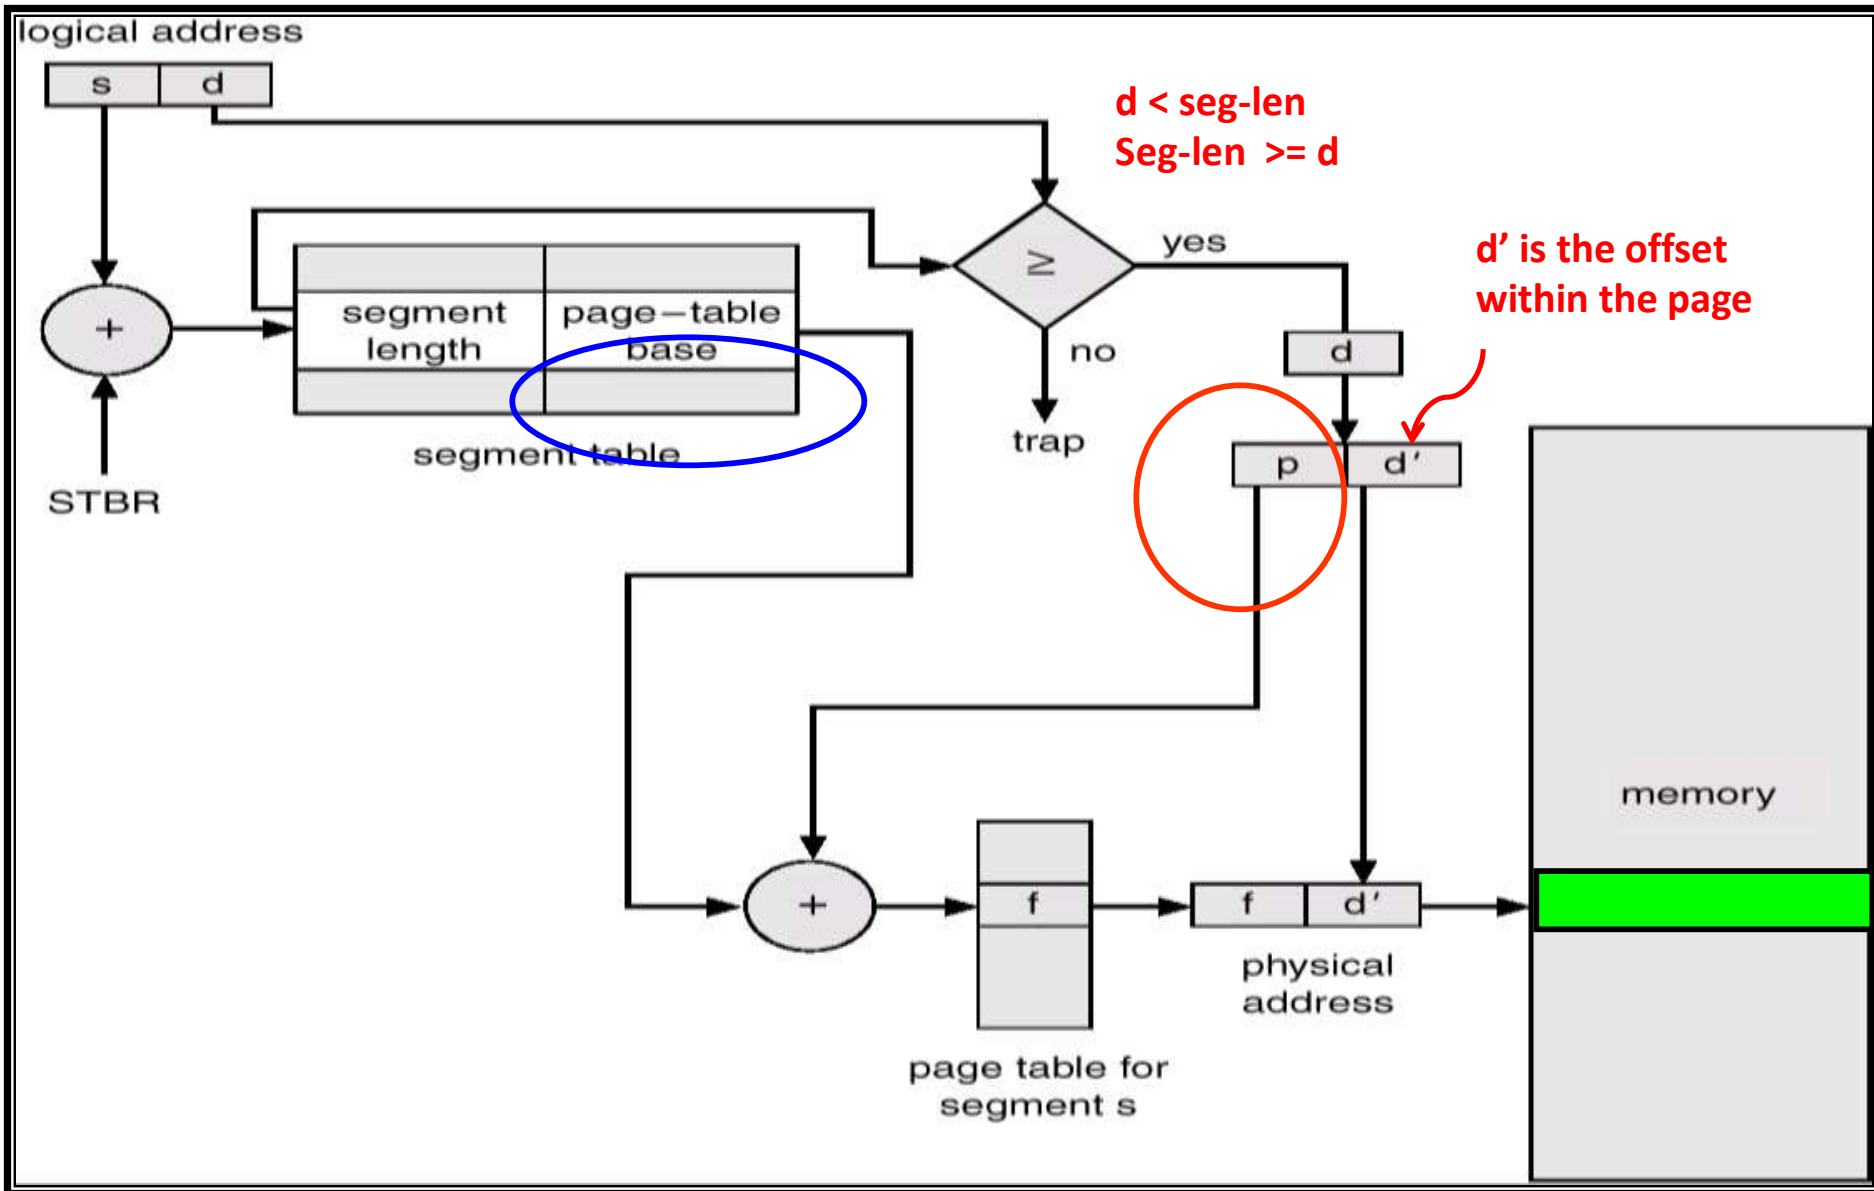 logical address
s d
d < seg-len
Seg-len >= d
≥
yes
d’ is the offset
within the page
segment
length
page–table
base
+
no
d
trap
segment table
STBR
p d′
memory
+
f
f d′
physical
address
page table for
segment s